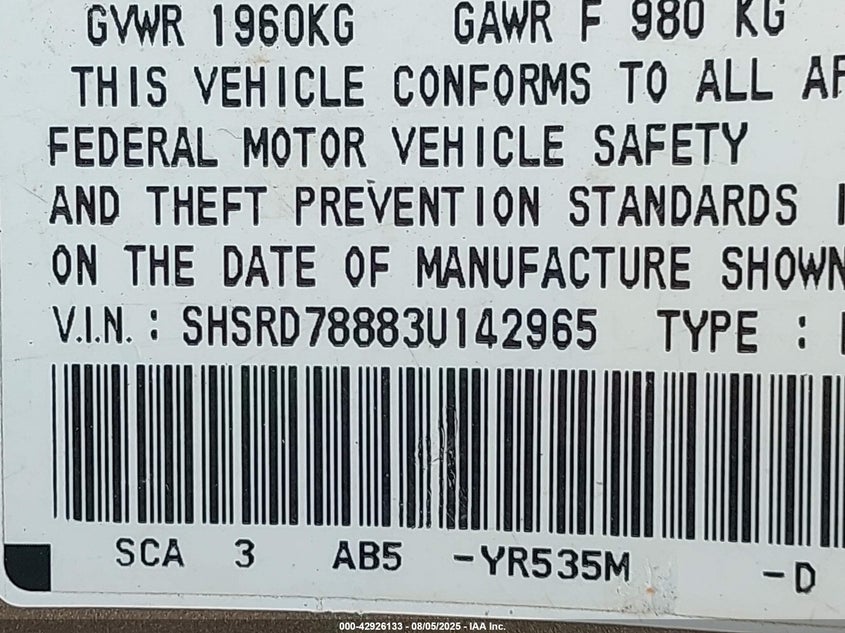 GVWR 1960KG GAWR F 980 KG
THIS VEHICLE CONFORMS TO ALL
FEDERAL MOTOR VEHICLE SAFETY
AND THEFT PREVENTION STANDARDS
ON THE DATE OF MANUFACTURE SHOWN
V.I.N. : SHSRD78883U142965 TYPE :
SCA 3 AB5 -YR535M -D
000-42926133 - 08/05/2025 - IAA Inc.